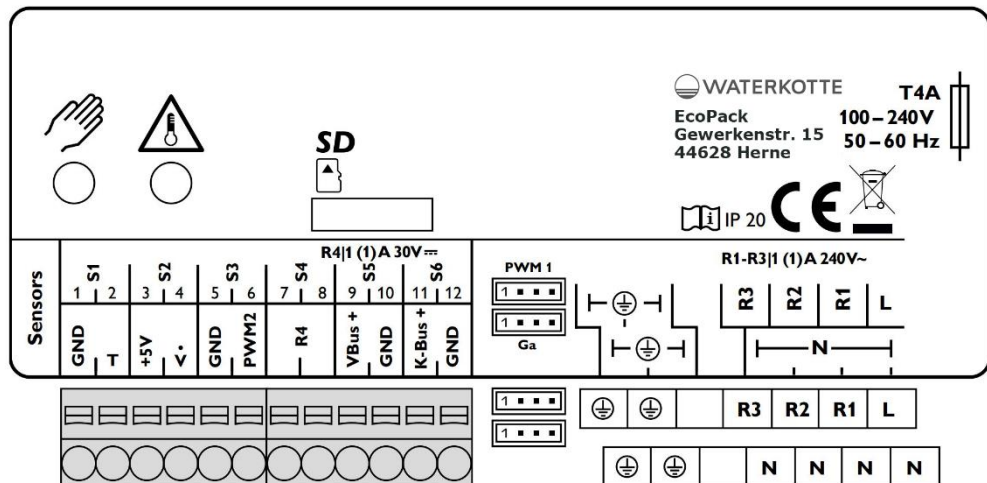 WATERKOTTE
EcoPack
Gewerkenstr. 15
44628 Herne
T4A
100–240V
50–60 Hz
SD
i IP 20 CE
R4|1 (1) A 30V
R1-R3|1 (1) A 240V~
Sensors
S1 S2 S3 S4 S5 S6
1 2 3 4 5 6 7 8 9 10 11 12
GND T +5V V GND PWM2 R4 VBus + GND K-Bus + GND
PWM 1
1
1
Ga
R3 R2 R1 L
N
1
1
R3 R2 R1 L
N N N N